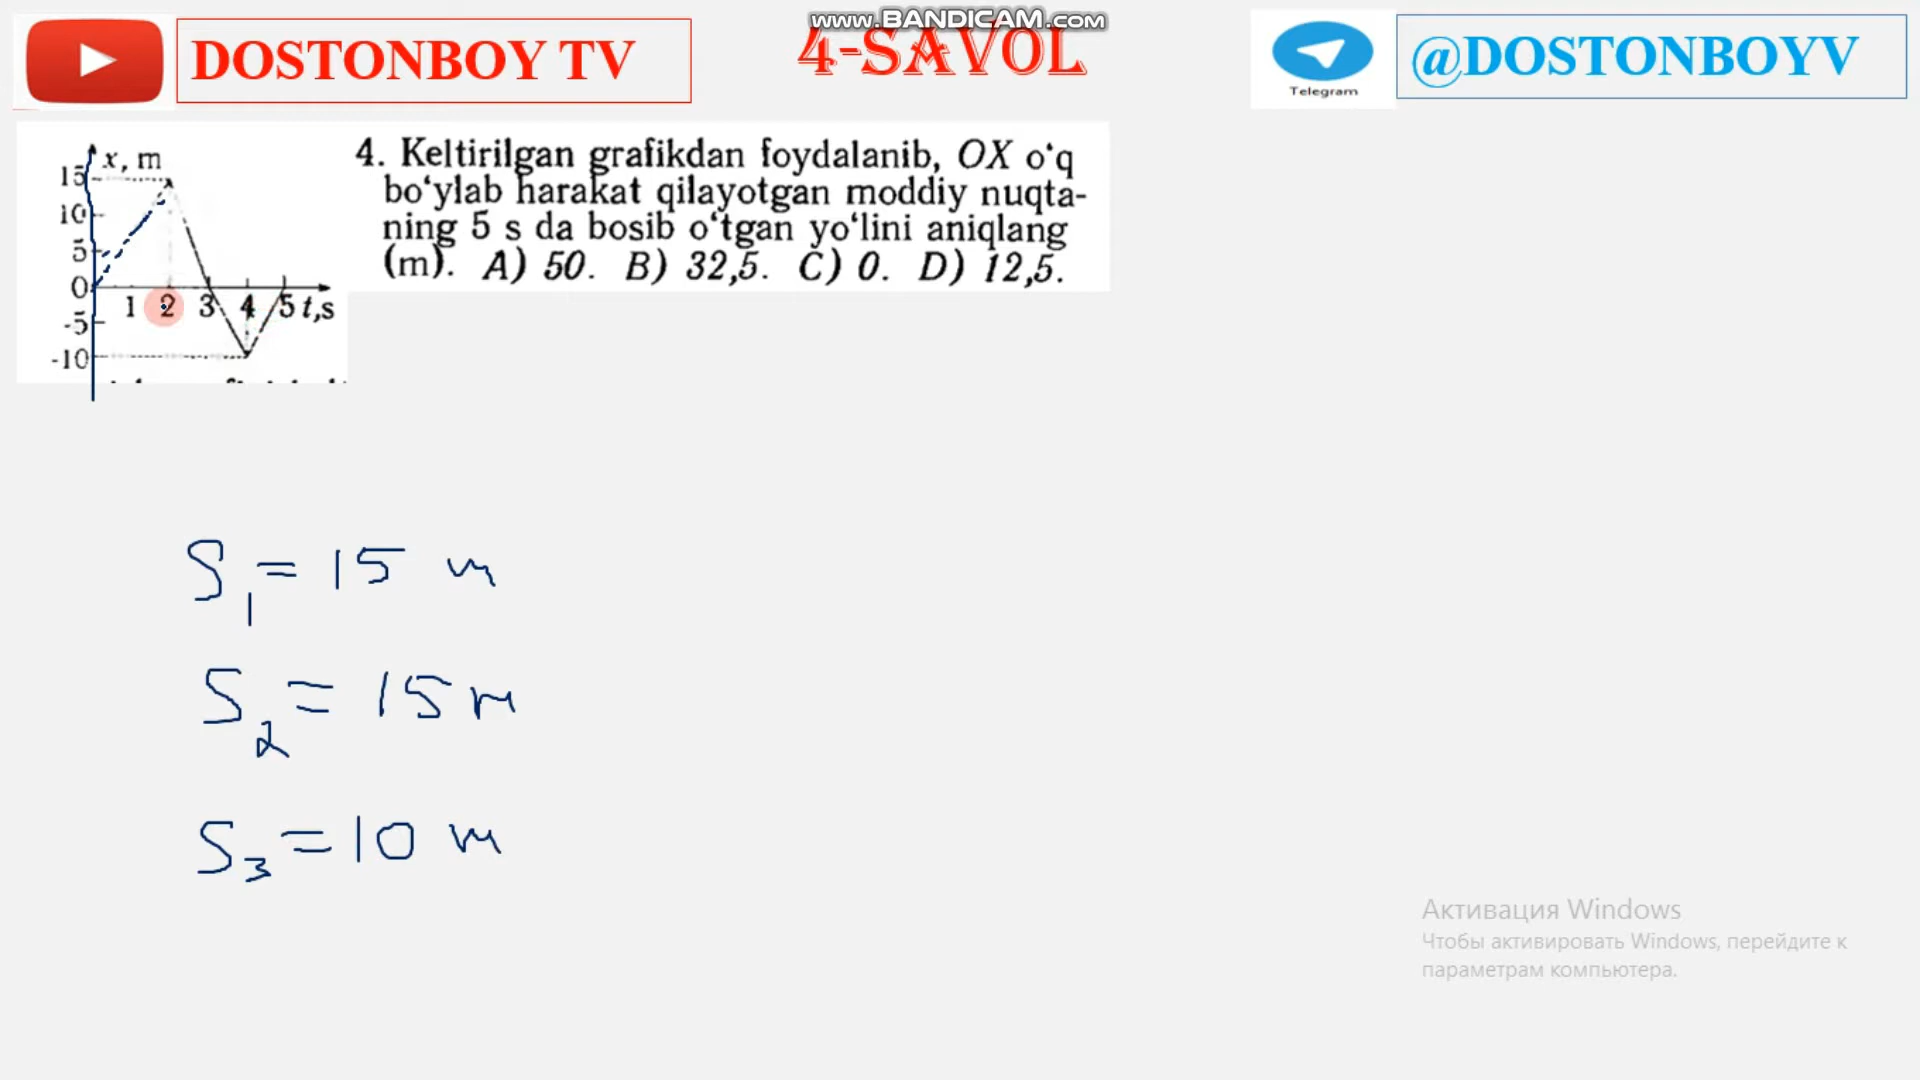 www.BANDICAM.com
DOSTONBOY TV
4-SAVOL
Telegram
@DOSTONBOYV
4. Keltirilgan grafikdan foydalanib, OX o‘q
bo‘ylab harakat qilayotgan moddiy nuqta-
ning 5 s da bosib o‘tgan yo‘lini aniqlang
(m). A) 50. B) 32,5. C) 0. D) 12,5.
x, m
15
10
5
0
-5
-10
1 2 3 4 5 t,s
S1 = 15 m
S2 = 15 m
S3 = 10 m
Активация Windows
Чтобы активировать Windows, перейдите к
параметрам компьютера.